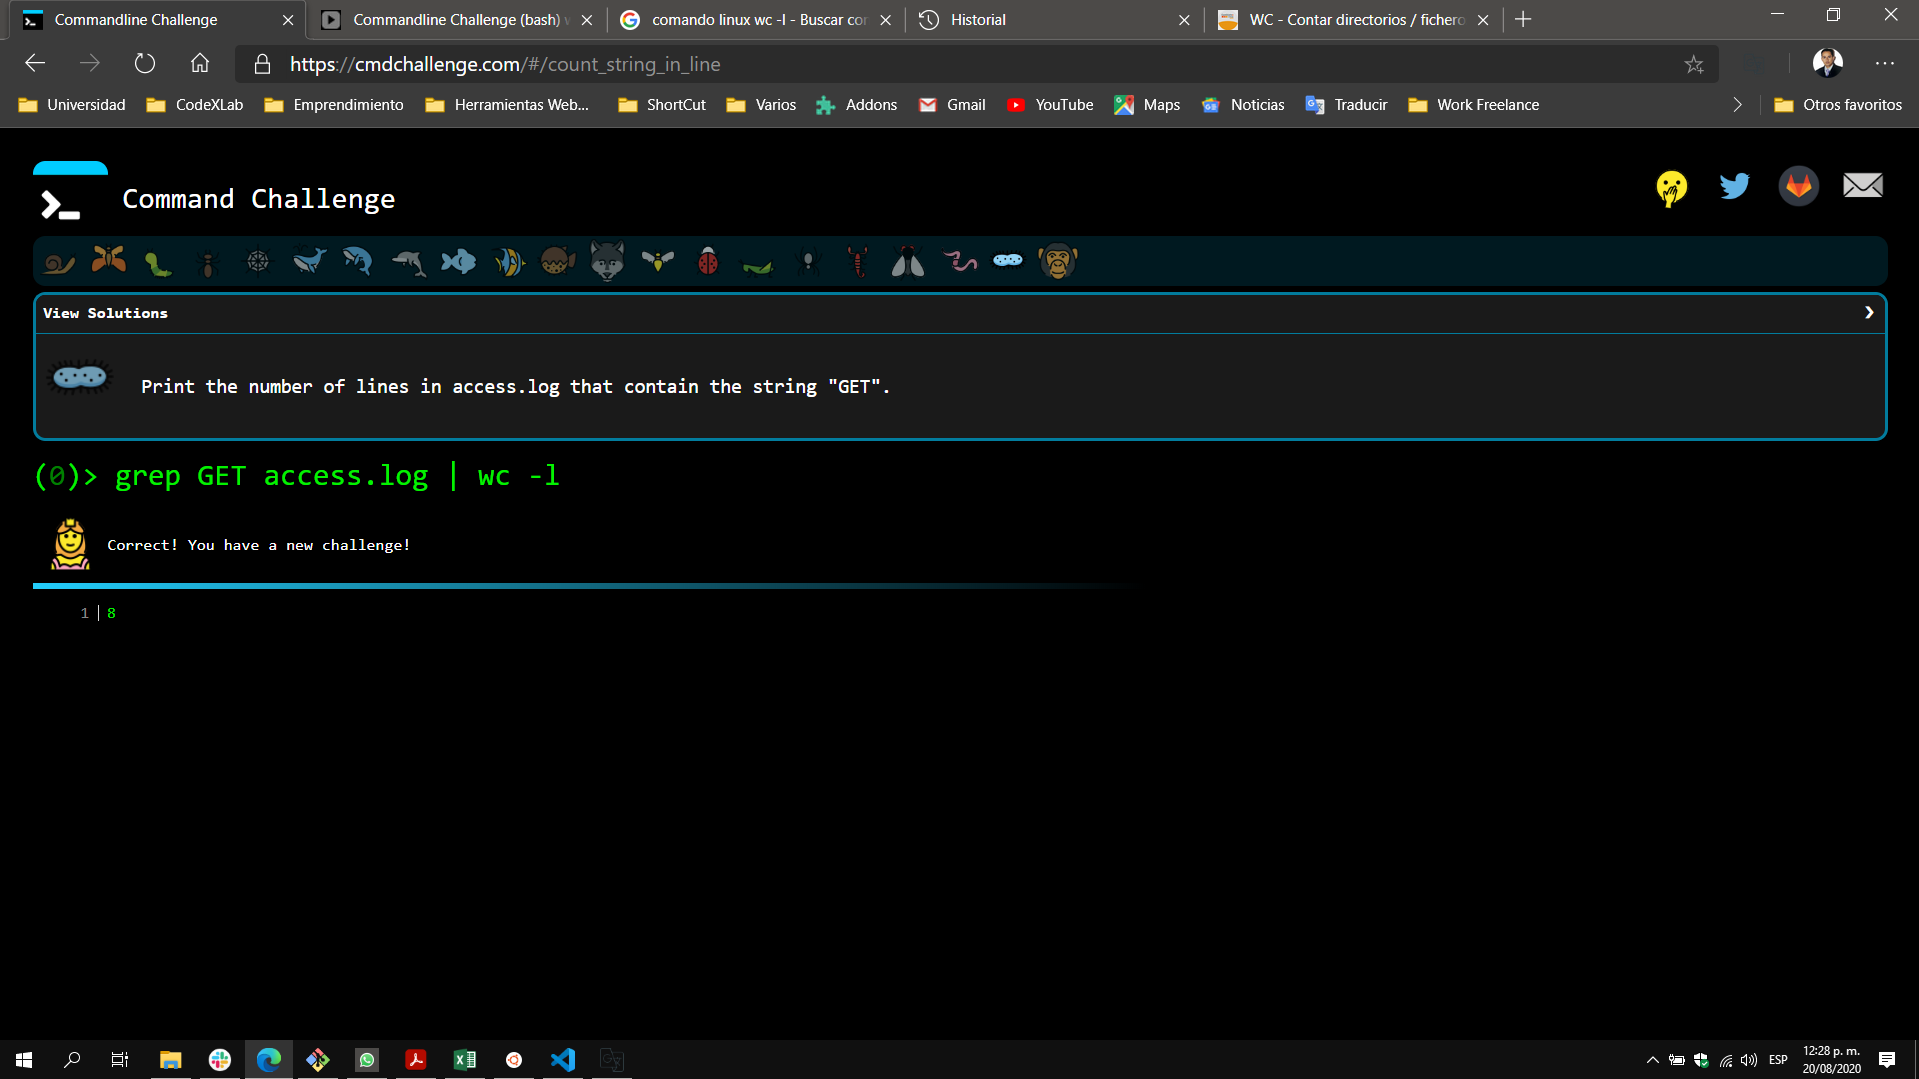 Commandline Challenge
Commandline Challenge (bash) w
comando linux wc -l - Buscar con
Historial
WC - Contar directorios / fichero
https://cmdchallenge.com/#/count_string_in_line
Universidad
CodeXLab
Emprendimiento
Herramientas Web...
ShortCut
Varios
Addons
Gmail
YouTube
Maps
Noticias
Traducir
Work Freelance
Otros favoritos
Command Challenge
View Solutions
Print the number of lines in access.log that contain the string "GET".
(0)> grep GET access.log | wc -l
Correct! You have a new challenge!
1 | 8
ESP
12:28 p. m.
20/08/2020